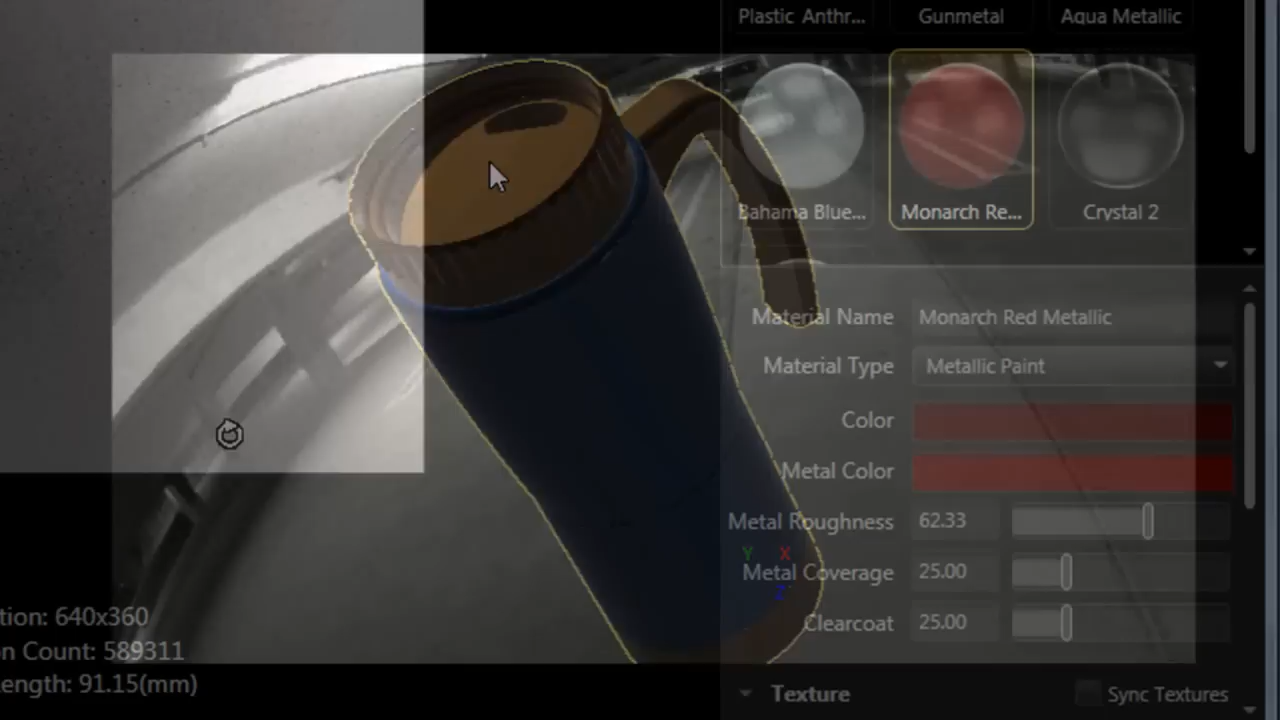 Plastic Anthr...
Gunmetal
Aqua Metallic
Bahama Blue...
Monarch Re...
Crystal 2
Material Name
Monarch Red Metallic
Material Type
Metallic Paint
Color
Metal Color
Metal Roughness
62.33
Y X
Z
Metal Coverage
25.00
Clearcoat
25.00
tion: 640x360
n Count: 589311
ength: 91.15(mm)
Texture
Sync Textures